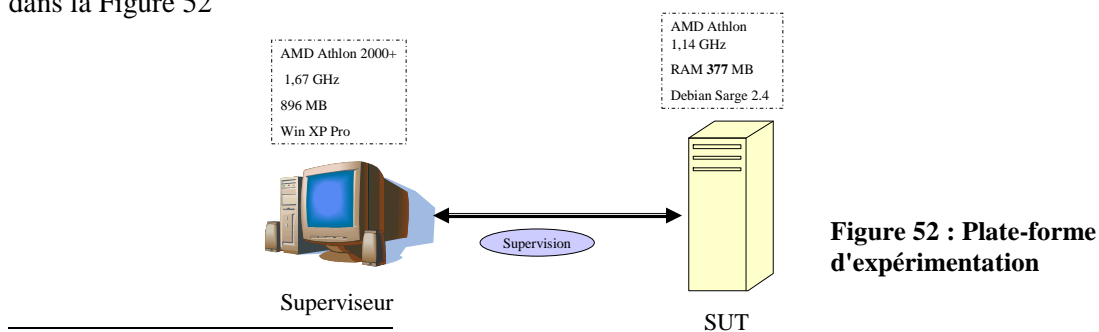 dans la Figure 52
AMD Athlon 2000+
1,67 GHz
896 MB
Win XP Pro
AMD Athlon
1,14 GHz
RAM 377 MB
Debian Sarge 2.4
Supervision
Superviseur
SUT
Figure 52 : Plate-forme
d'expérimentation